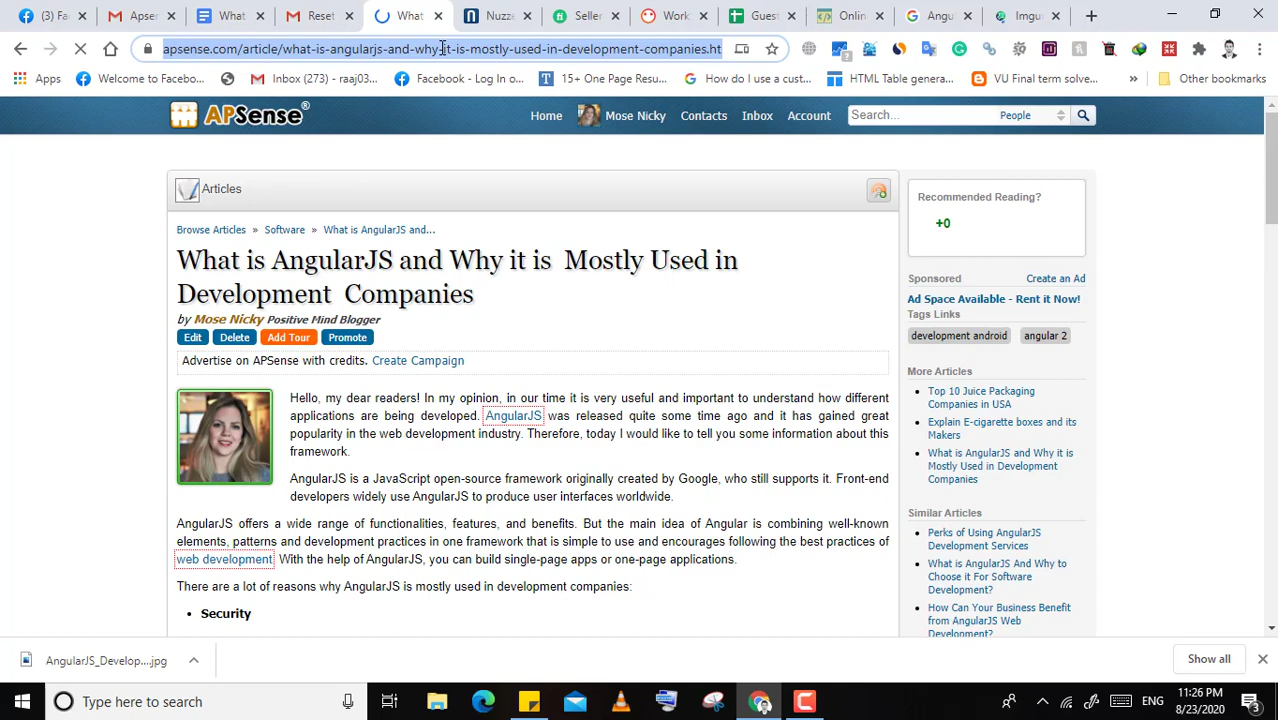 (3) Fa
Apser
What
Reset
What
Nuzze
Seller
Work
Guest
Onlin
Angu
Imgu
apsense.com/article/what-is-angularjs-and-why-it-is-mostly-used-in-development-companies.ht
Apps
Welcome to Facebo...
Inbox (273) - raaj03...
Facebook - Log In o...
15+ One Page Resu...
How do I use a cust...
HTML Table genera...
VU Final term solve...
»
Other bookmarks
APSense®
Home
Mose Nicky
Contacts
Inbox
Account
Search...
People
Articles
Browse Articles » Software » What is AngularJS and...
What is AngularJS and Why it is Mostly Used in
Development Companies
by Mose Nicky Positive Mind Blogger
Edit
Delete
Add Tour
Promote
Advertise on APSense with credits. Create Campaign
Hello, my dear readers! In my opinion, in our time it is very useful and important to understand how different
applications are being developed. AngularJS was released quite some time ago and it has gained great
popularity in the web development industry. Therefore, today I would like to tell you some information about this
framework.
AngularJS is a JavaScript open-source framework originally created by Google, who still supports it. Front-end
developers widely use AngularJS to produce user interfaces worldwide.
AngularJS offers a wide range of functionalities, features, and benefits. But the main idea of Angular is combining well-known
elements, patterns and development practices in one framework that is simple to use and encourages following the best practices of
web development. With the help of AngularJS, you can build single-page apps or one-page applications.
There are a lot of reasons why AngularJS is mostly used in development companies:
• Security
Recommended Reading?
+0
Sponsored
Create an Ad
Ad Space Available - Rent it Now!
Tags Links
development android
angular 2
More Articles
• Top 10 Juice Packaging
Companies in USA
• Explain E-cigarette boxes and its
Makers
• What is AngularJS and Why it is
Mostly Used in Development
Companies
Similar Articles
• Perks of Using AngularJS
Development Services
• What is AngularJS And Why to
Choose it For Software
Development?
• How Can Your Business Benefit
from AngularJS Web
Development?
AngularJS_Develop....jpg
Show all
Type here to search
ENG
11:26 PM
8/23/2020
3